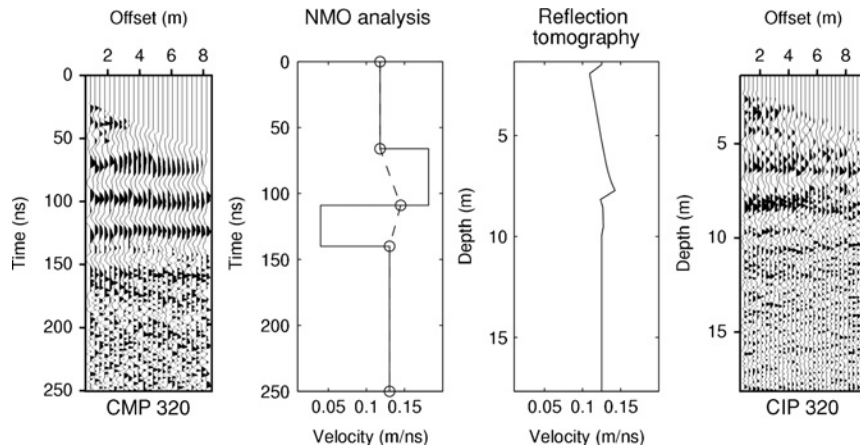 Offset (m)
2 4 6 8
0
50
100
150
200
250
Time (ns)
CMP 320
NMO analysis
0
50
100
150
200
250
Time (ns)
0.05 0.1 0.15
Velocity (m/ns)
Reflection
tomography
5
10
15
Depth (m)
0.05 0.1 0.15
Velocity (m/ns)
Offset (m)
2 4 6 8
5
10
15
Depth (m)
CIP 320